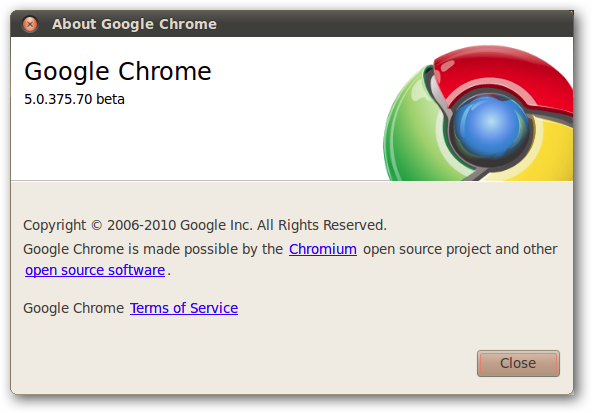 About Google Chrome
Google Chrome
5.0.375.70 beta
Copyright © 2006-2010 Google Inc. All Rights Reserved.
Google Chrome is made possible by the Chromium open source project and other
open source software.
Google Chrome Terms of Service
Close